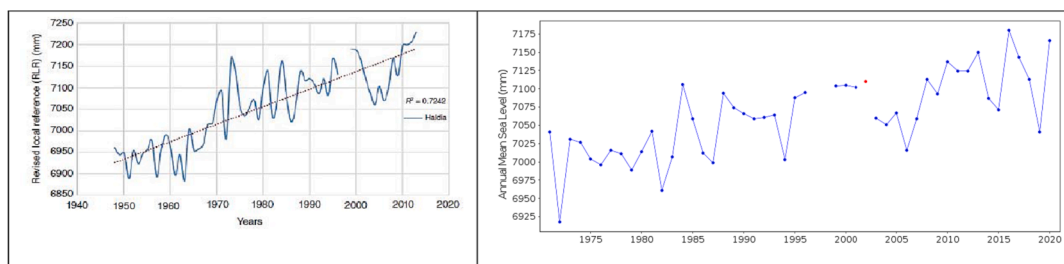 7250
7200
7150
7100
7050
7000
6950
6900
6850
Revised local reference (RLR) (mm)
R² = 0.7242
Haldia
1940 1950 1960 1970 1980 1990 2000 2010 2020
Years
7175
7150
7125
7100
7075
7050
7025
7000
6975
6950
6925
Annual Mean Sea Level (mm)
1975 1980 1985 1990 1995 2000 2005 2010 2015 2020